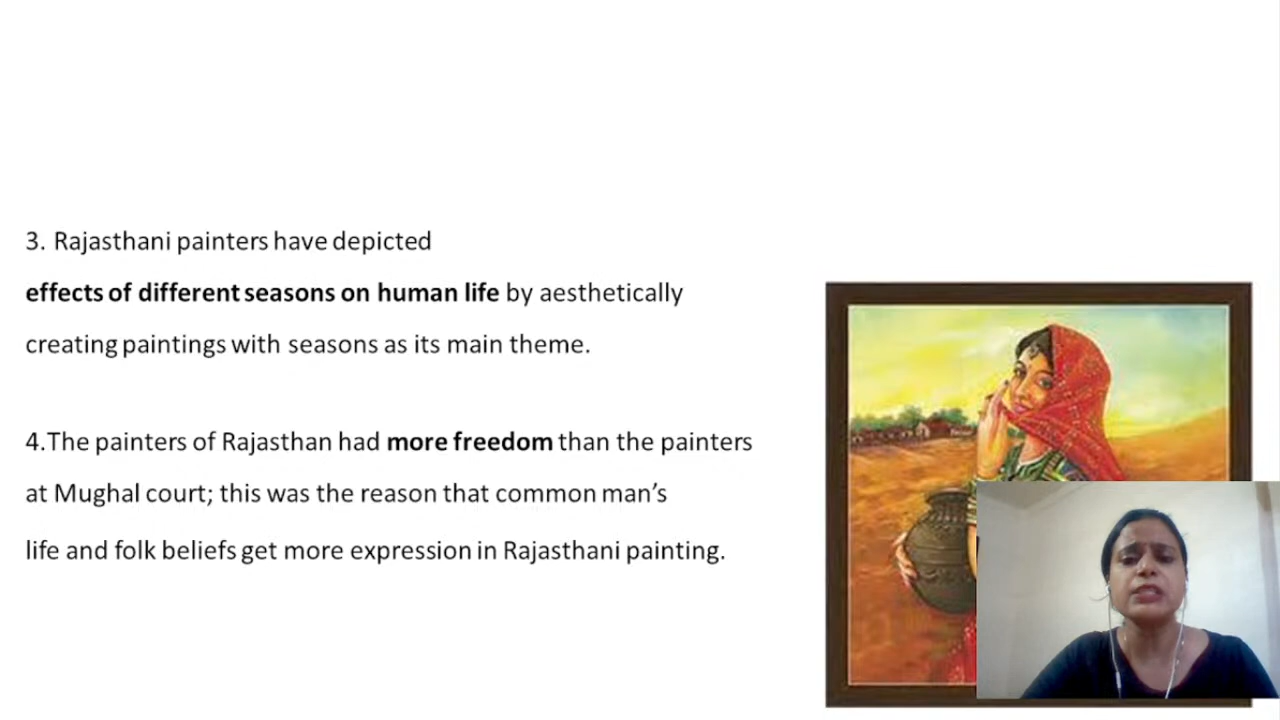 3. Rajasthani painters have depicted
effects of different seasons on human life by aesthetically
creating paintings with seasons as its main theme.
4.The painters of Rajasthan had more freedom than the painters
at Mughal court; this was the reason that common man’s
life and folk beliefs get more expression in Rajasthani painting.